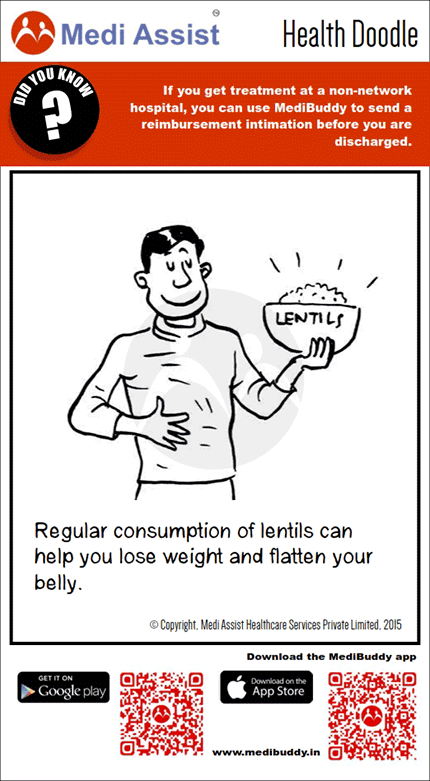 Medi Assist
Health Doodle
DID YOU KNOW
?
If you get treatment at a non-network
hospital, you can use MediBuddy to send a
reimbursement intimation before you are
discharged.
LENTILS
Regular consumption of lentils can
help you lose weight and flatten your
belly.
© Copyright, Medi Assist Healthcare Services Private Limited, 2015
Download the MediBuddy app
GET IT ON
Google play
Download on the
App Store
www.medibuddy.in